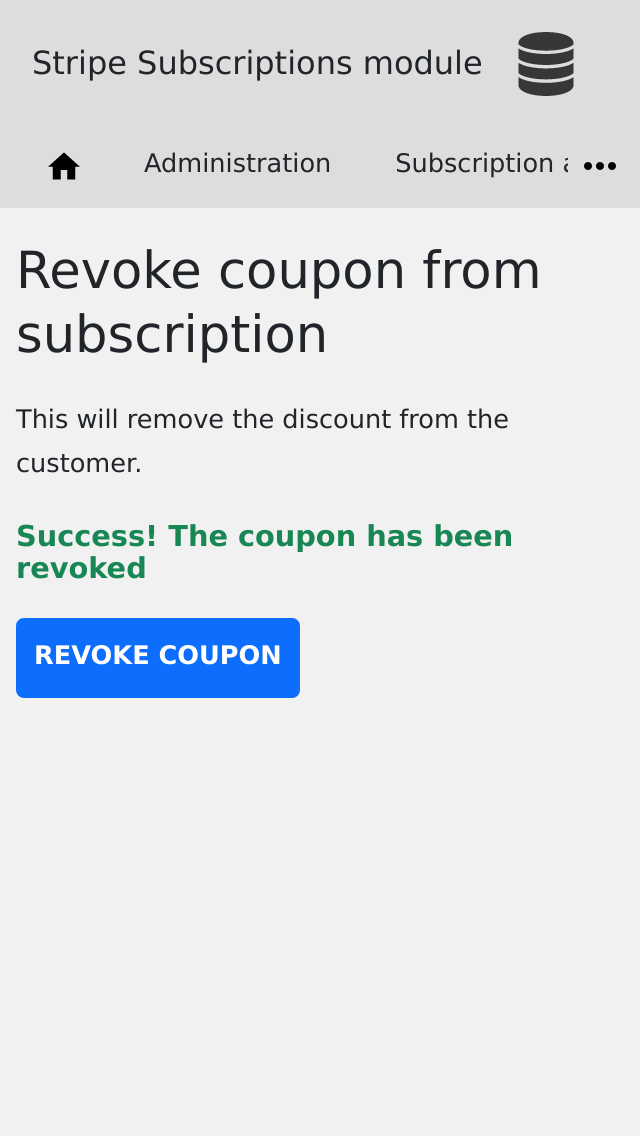 Stripe Subscriptions module
Administration
Subscription
Revoke coupon from
subscription
This will remove the discount from the
customer.
Success! The coupon has been
revoked
REVOKE COUPON